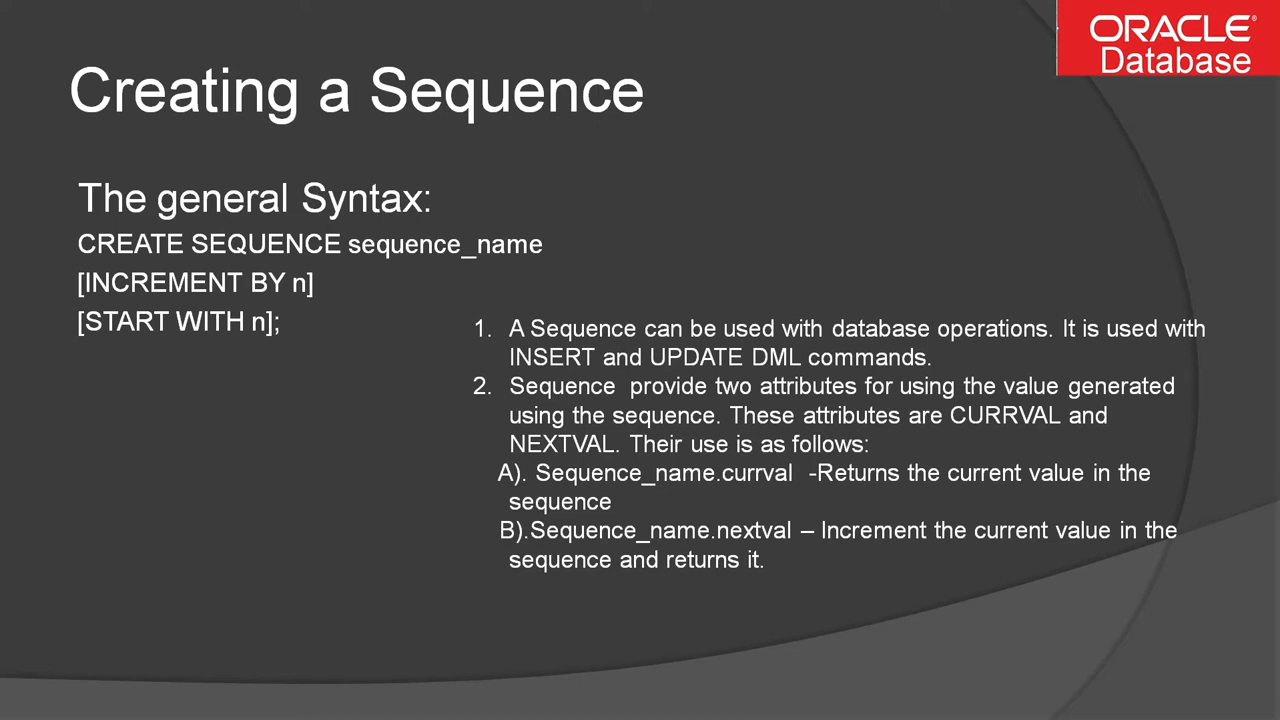 ORACLE®
Database
Creating a Sequence
The general Syntax:
CREATE SEQUENCE sequence_name
[INCREMENT BY n]
[START WITH n];
1. A Sequence can be used with database operations. It is used with
INSERT and UPDATE DML commands.
2. Sequence provide two attributes for using the value generated
using the sequence. These attributes are CURRVAL and
NEXTVAL. Their use is as follows:
A). Sequence_name.currval -Returns the current value in the
sequence
B).Sequence_name.nextval – Increment the current value in the
sequence and returns it.